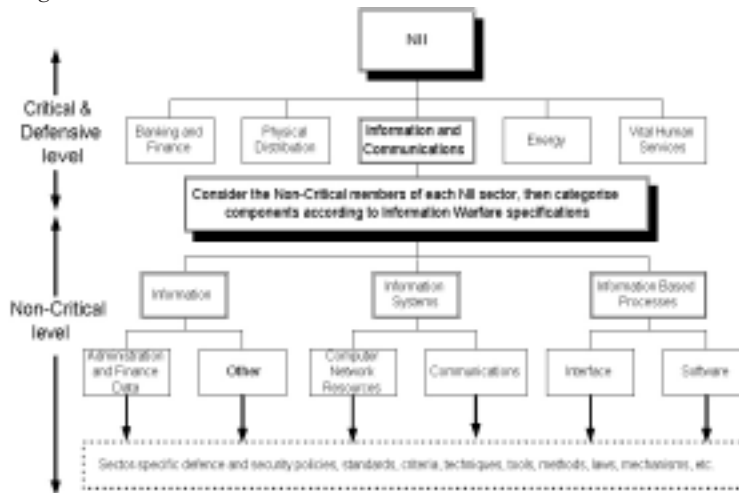 NII
Critical &
Defensive
level
Banking and
Finance
Physical
Distribution
Information and
Communications
Energy
Vital Human
Services
Consider the Non-Critical members of each NII sector, then categorise
components according to Information Warfare specifications
Non-Critical
level
Information
Information
Systems
Information Based
Processes
Administration
and Finance
Data
Other
Computer
Network
Resources
Communications
Interface
Software
Sector-specific defence and security policies, standards, criteria, techniques, tools, methods, laws, mechanisms, etc.